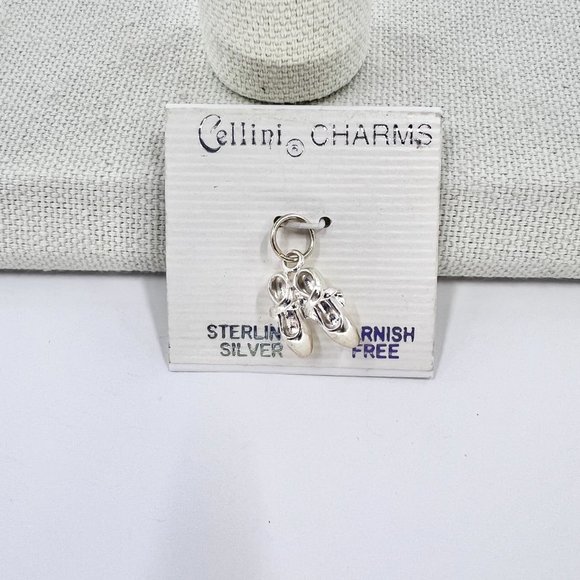 Cellini® CHARMS
STERLIN RNISH
SILVER FREE